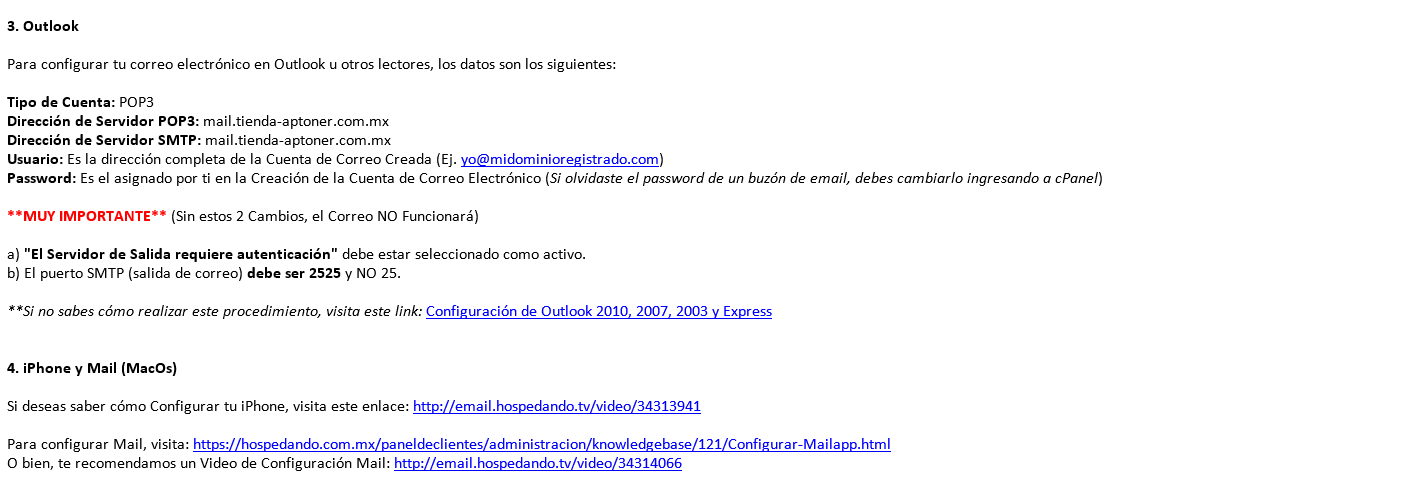 3. Outlook
Para configurar tu correo electrónico en Outlook u otros lectores, los datos son los siguientes:
Tipo de Cuenta: POP3
Dirección de Servidor POP3: mail.tienda-aptoner.com.mx
Dirección de Servidor SMTP: mail.tienda-aptoner.com.mx
Usuario: Es la dirección completa de la Cuenta de Correo Creada (Ej. yo@midominioregistrado.com)
Password: Es el asignado por ti en la Creación de la Cuenta de Correo Electrónico (Si olvidaste el password de un buzón de email, debes cambiarlo ingresando a cPanel)
**MUY IMPORTANTE** (Sin estos 2 Cambios, el Correo NO Funcionará)
a) "El Servidor de Salida requiere autenticación" debe estar seleccionado como activo.
b) El puerto SMTP (salida de correo) debe ser 2525 y NO 25.
**Si no sabes cómo realizar este procedimiento, visita este link: Configuración de Outlook 2010, 2007, 2003 y Express
4. iPhone y Mail (MacOs)
Si deseas saber cómo Configurar tu iPhone, visita este enlace: http://email.hospedando.tv/video/34313941
Para configurar Mail, visita: https://hospedando.com.mx/paneldeclientes/administracion/knowledgebase/121/Configurar-Mailapp.html
O bien, te recomendamos un Video de Configuración Mail: http://email.hospedando.tv/video/34314066